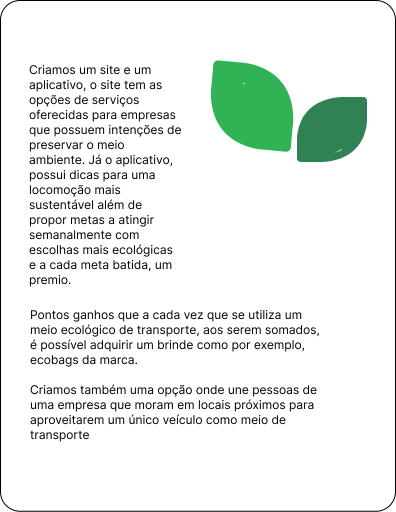 Criamos um site e um
aplicativo, o site tem as
opções de serviços
oferecidas para empresas
que possuem intenções de
preservar o meio
ambiente. Já o aplicativo,
possui dicas para uma
locomoção mais
sustentável além de
propor metas a atingir
semanalmente com
escolhas mais ecológicas
e a cada meta batida, um
premio.
Pontos ganhos que a cada vez que se utiliza um
meio ecológico de transporte, aos serem somados,
é possível adquirir um brinde como por exemplo,
ecobags da marca.
Criamos também uma opção onde une pessoas de
uma empresa que moram em locais próximos para
aproveitarem um único veículo como meio de
transporte